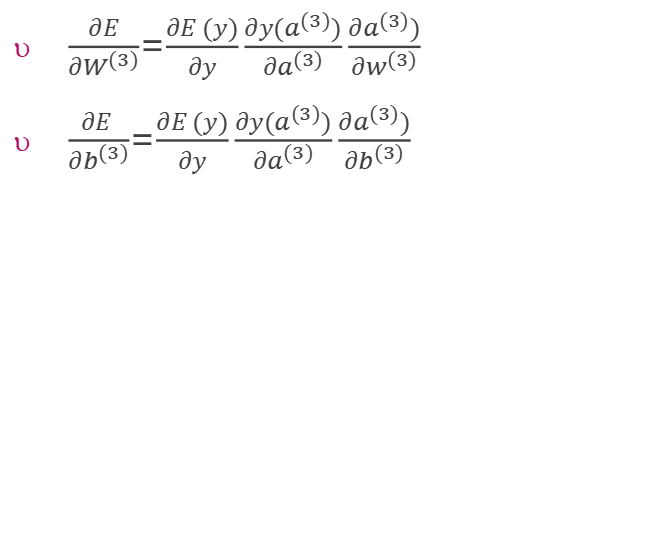 υ ∂E/∂W^(3) = ∂E (y)/∂y ∂y(a^(3))/∂a^(3) ∂a^(3))/∂w^(3)
υ ∂E/∂b^(3) = ∂E (y)/∂y ∂y(a^(3))/∂a^(3) ∂a^(3))/∂b^(3)